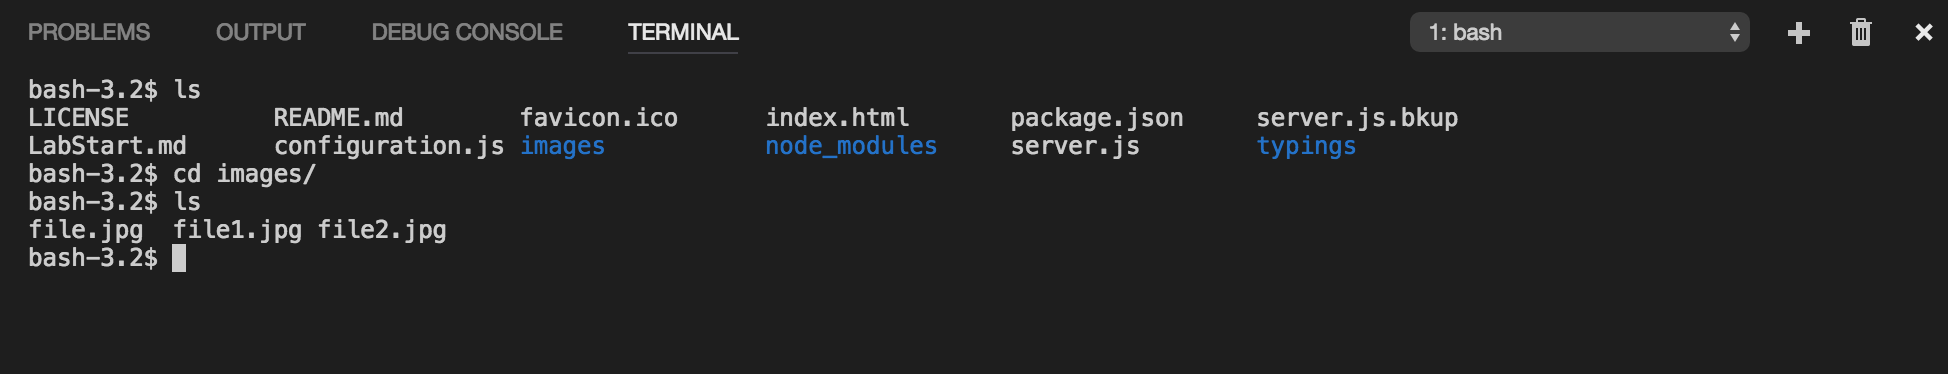 PROBLEMS OUTPUT DEBUG CONSOLE TERMINAL 1: bash
bash-3.2$ ls
LICENSE README.md favicon.ico index.html package.json server.js.bkup
LabStart.md configuration.js images node_modules server.js typings
bash-3.2$ cd images/
bash-3.2$ ls
file.jpg file1.jpg file2.jpg
bash-3.2$